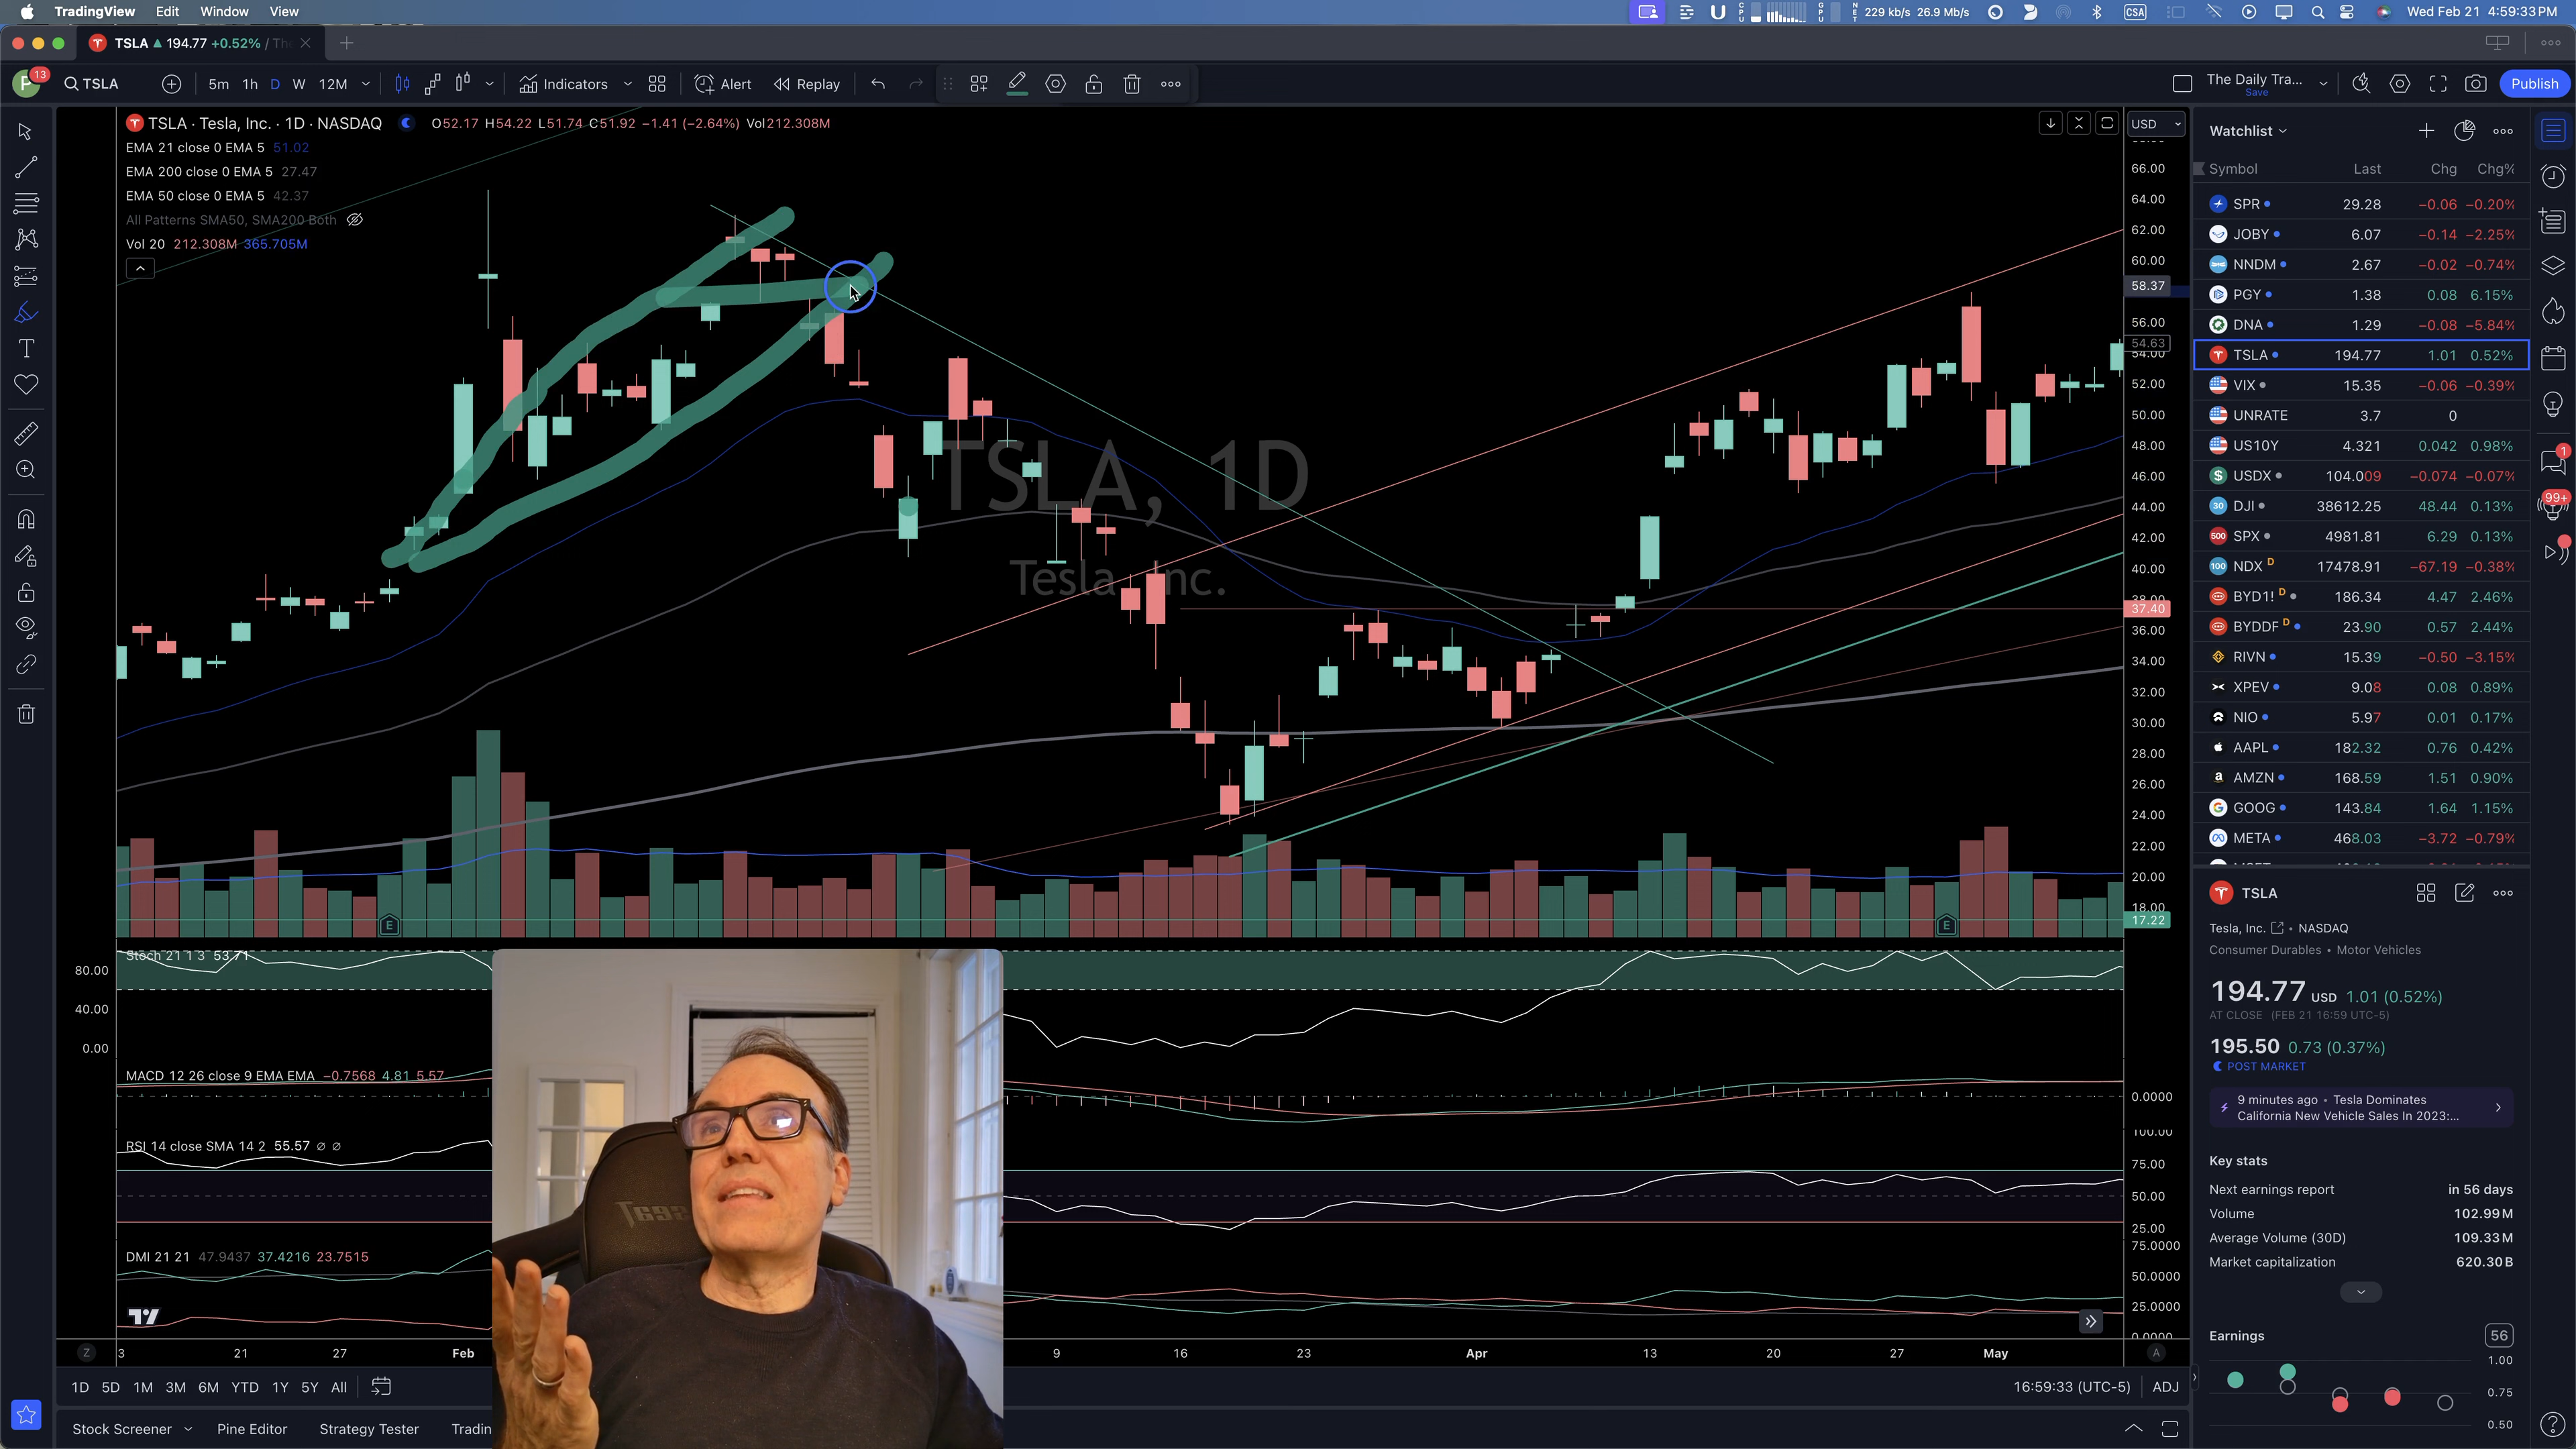 TradingView Edit Window View
229 kb/s 26.9 Mb/s CSA Wed Feb 21 4:59:33 PM
TSLA ▲ 194.77 +0.52% / Th
13 TSLA 5m 1h D W 12M Indicators Alert Replay The Daily Tra... Save Publish
TSLA · Tesla, Inc. · 1D · NASDAQ O52.17 H54.22 L51.74 C51.92 −1.41 (−2.64%) Vol212.308M
EMA 21 close 0 EMA 5 51.02
EMA 200 close 0 EMA 5 27.47
EMA 50 close 0 EMA 5 42.37
All Patterns SMA50, SMA200 Both
Vol 20 212.308M 365.705M
TSLA, 1D
Tesla Inc.
USD
66.00
64.00
62.00
60.00
58.37
56.00
54.63
54.00
52.00
50.00
48.00
46.00
44.00
42.00
40.00
38.00
37.40
36.00
34.00
32.00
30.00
28.00
26.00
24.00
22.00
20.00
18.00
17.22
E E
Stoch 21 1 3 53.71
80.00
40.00
0.00
MACD 12 26 close 9 EMA EMA −0.7568 4.81 5.57
0.0000
RSI 14 close SMA 14 2 55.57 ∅ ∅
100.00
75.00
50.00
25.00
DMI 21 21 47.9437 37.4216 23.7515
75.0000
50.0000
25.0000
0.0000
Z 3 21 27 Feb 9 16 23 Apr 13 20 27 May A
1D 5D 1M 3M 6M YTD 1Y 5Y All 16:59:33 (UTC-5) ADJ
Stock Screener Pine Editor Strategy Tester Tradin
Watchlist
Symbol Last Chg Chg%
SPR 29.28 −0.06 −0.20%
JOBY 6.07 −0.14 −2.25%
NNDM 2.67 −0.02 −0.74%
PGY 1.38 0.08 6.15%
DNA 1.29 −0.08 −5.84%
TSLA 194.77 1.01 0.52%
VIX 15.35 −0.06 −0.39%
UNRATE 3.7 0
US10Y 4.321 0.042 0.98%
USDX 104.009 −0.074 −0.07%
DJI 38612.25 48.44 0.13%
SPX 4981.81 6.29 0.13%
NDX D 17478.91 −67.19 −0.38%
BYD1! D 186.34 4.47 2.46%
BYDDF D 23.90 0.57 2.44%
RIVN 15.39 −0.50 −3.15%
XPEV 9.08 0.08 0.89%
NIO 5.97 0.01 0.17%
AAPL 182.32 0.76 0.42%
AMZN 168.59 1.51 0.90%
GOOG 143.84 1.64 1.15%
META 468.03 −3.72 −0.79%
TSLA
Tesla, Inc. • NASDAQ
Consumer Durables • Motor Vehicles
194.77 USD 1.01 (0.52%)
AT CLOSE (FEB 21 16:59 UTC-5)
195.50 0.73 (0.37%)
POST MARKET
9 minutes ago • Tesla Dominates
California New Vehicle Sales In 2023:...
Key stats
Next earnings report in 56 days
Volume 102.99M
Average Volume (30D) 109.33M
Market capitalization 620.30B
Earnings 56
1.00
0.75
0.50
1
99+